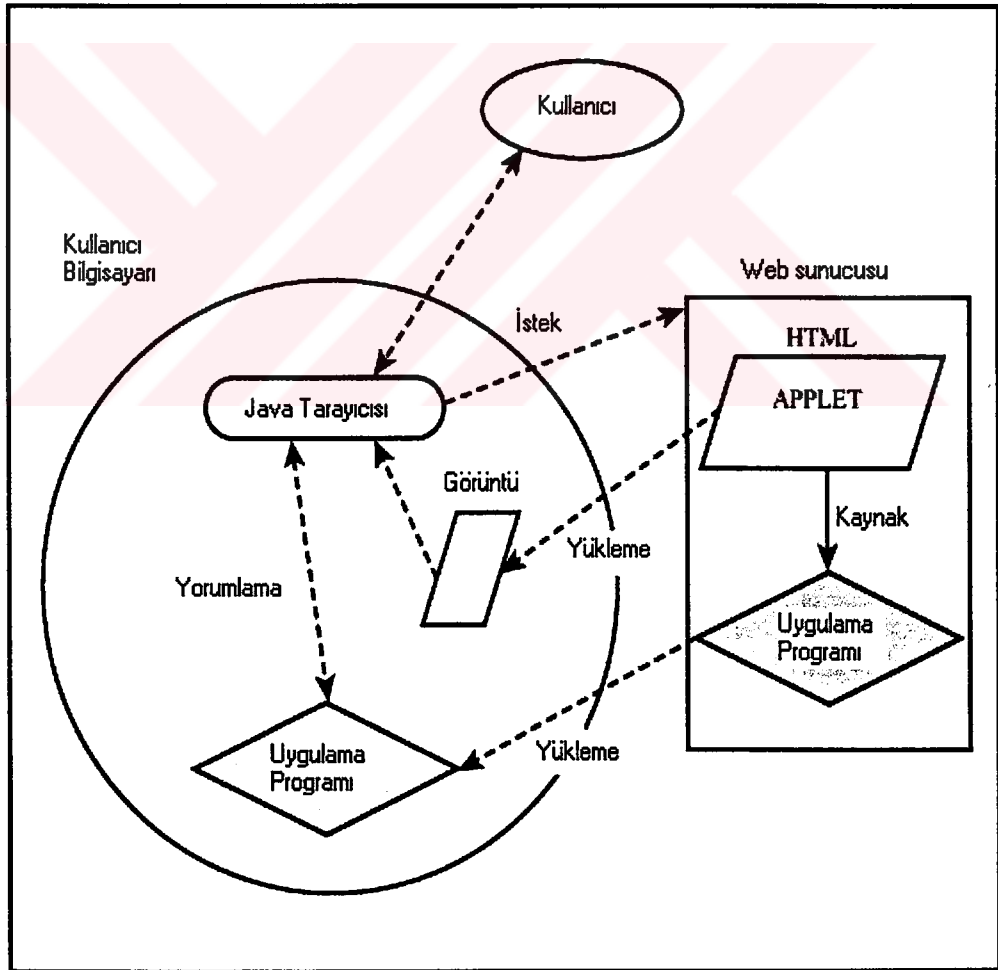 Kullanıcı
Kullanıcı
Bilgisayarı
Web sunucusu
İstek
HTML
APPLET
Java Tarayıcısı
Görüntü
Kaynak
Yükleme
Yorumlama
Uygulama
Programı
Uygulama
Programı
Yükleme